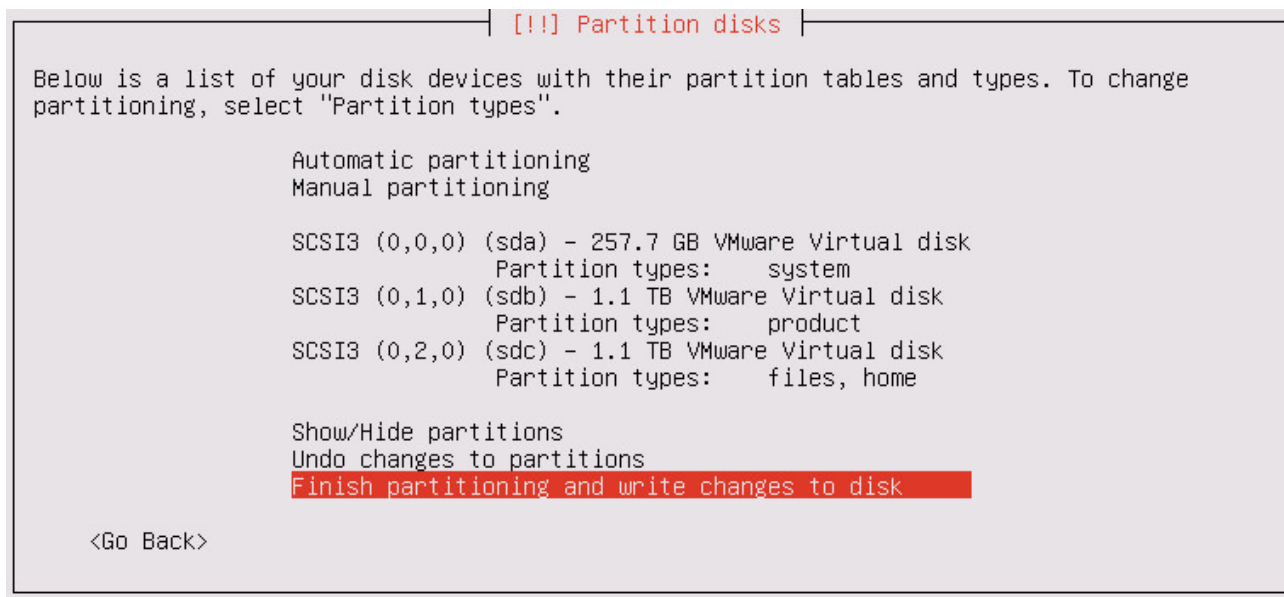 [!!] Partition disks
Below is a list of your disk devices with their partition tables and types. To change
partitioning, select "Partition types".
Automatic partitioning
Manual partitioning
SCSI3 (0,0,0) (sda) - 257.7 GB VMware Virtual disk
Partition types: system
SCSI3 (0,1,0) (sdb) - 1.1 TB VMware Virtual disk
Partition types: product
SCSI3 (0,2,0) (sdc) - 1.1 TB VMware Virtual disk
Partition types: files, home
Show/Hide partitions
Undo changes to partitions
Finish partitioning and write changes to disk
<Go Back>